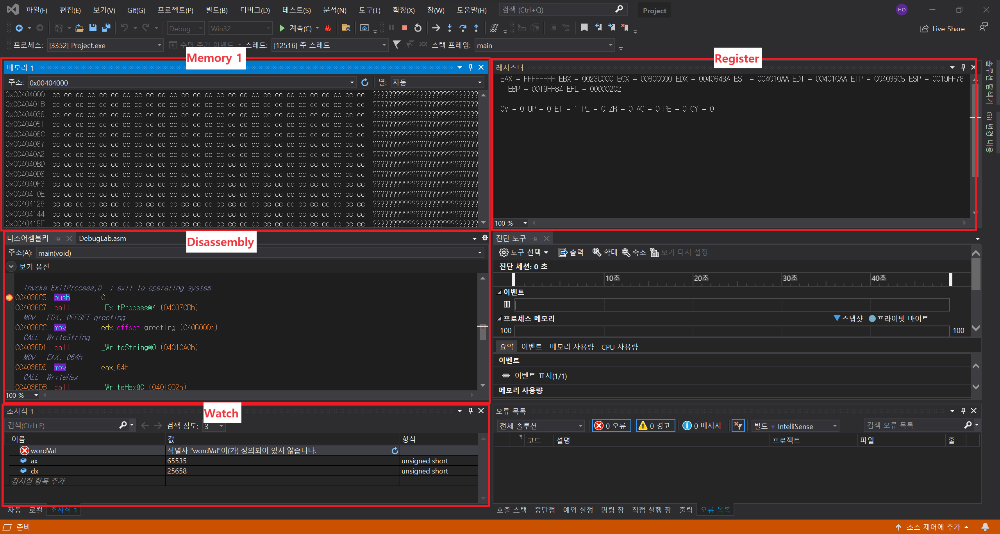 파일(F) 편집(E) 보기(V) Git(G) 프로젝트(P) 빌드(B) 디버그(D) 테스트(S) 분석(N) 도구(T) 확장(X) 창(W) 도움말(H) 검색 (Ctrl+Q) Project HO
Debug Win32 계속(C) Live Share
프로세스: [3352] Project.exe 수명 주기 이벤트 스레드: [12516] 주 스레드 스택 프레임: main
Memory 1
메모리 1
주소: 0x00404000 열: 자동
0x00404000 cc cc cc cc cc cc cc cc cc cc cc cc cc cc cc cc cc cc cc cc cc cc cc cc cc cc cc ???????????????????????????
0x0040401B cc cc cc cc cc cc cc cc cc cc cc cc cc cc cc cc cc cc cc cc cc cc cc cc cc cc cc ???????????????????????????
0x00404036 cc cc cc cc cc cc cc cc cc cc cc cc cc cc cc cc cc cc cc cc cc cc cc cc cc cc cc ???????????????????????????
0x00404051 cc cc cc cc cc cc cc cc cc cc cc cc cc cc cc cc cc cc cc cc cc cc cc cc cc cc cc ???????????????????????????
0x0040406C cc cc cc cc cc cc cc cc cc cc cc cc cc cc cc cc cc cc cc cc cc cc cc cc cc cc cc ???????????????????????????
0x00404087 cc cc cc cc cc cc cc cc cc cc cc cc cc cc cc cc cc cc cc cc cc cc cc cc cc cc cc ???????????????????????????
0x004040A2 cc cc cc cc cc cc cc cc cc cc cc cc cc cc cc cc cc cc cc cc cc cc cc cc cc cc cc ???????????????????????????
0x004040BD cc cc cc cc cc cc cc cc cc cc cc cc cc cc cc cc cc cc cc cc cc cc cc cc cc cc cc ???????????????????????????
0x004040D8 cc cc cc cc cc cc cc cc cc cc cc cc cc cc cc cc cc cc cc cc cc cc cc cc cc cc cc ???????????????????????????
0x004040F3 cc cc cc cc cc cc cc cc cc cc cc cc cc cc cc cc cc cc cc cc cc cc cc cc cc cc cc ???????????????????????????
0x0040410E cc cc cc cc cc cc cc cc cc cc cc cc cc cc cc cc cc cc cc cc cc cc cc cc cc cc cc ???????????????????????????
0x00404129 cc cc cc cc cc cc cc cc cc cc cc cc cc cc cc cc cc cc cc cc cc cc cc cc cc cc cc ???????????????????????????
0x00404144 cc cc cc cc cc cc cc cc cc cc cc cc cc cc cc cc cc cc cc cc cc cc cc cc cc cc cc ???????????????????????????
0x0040415F cc cc cc cc cc cc cc cc cc cc cc cc cc cc cc cc cc cc cc cc cc cc cc cc cc cc cc ???????????????????????????
Register
레지스터
EAX = FFFFFFFF EBX = 0023C000 ECX = 00800000 EDX = 0040643A ESI = 004010AA EDI = 004010AA EIP = 004036C5 ESP = 0019FF78
EBP = 0019FF84 EFL = 00000202
OV = 0 UP = 0 EI = 1 PL = 0 ZR = 0 AC = 0 PE = 0 CY = 0
100 %
솔루션 탐색기
Git 변경 내용
디스어셈블리 DebugLab.asm
Disassembly
주소(A): main(void)
보기 옵션
Invoke ExitProcess,0 ; exit to operating system
004036C5 push 0
004036C7 call _ExitProcess@4 (040370Dh)
MOV EDX, OFFSET greeting
004036CC mov edx,offset greeting (0406000h)
CALL WriteString
004036D1 call _WriteString@0 (04010A0h)
MOV EAX, 064h
004036D6 mov eax,64h
CALL WriteHex
004036DB call _WriteHex@0 (04010D2h)
100 %
진단 도구
도구 선택 출력 확대 축소 보기 다시 설정
진단 세션: 0 초
10초 20초 30초 40초
이벤트
프로세스 메모리 스냅샷 프라이빗 바이트
100 100
요약 이벤트 메모리 사용량 CPU 사용량
이벤트
이벤트 표시(1/1)
메모리 사용량
Watch
조사식 1
검색(Ctrl+E) 검색 심도: 3
이름 값 형식
wordVal 식별자 "wordVal"이(가) 정의되어 있지 않습니다.
ax 65535 unsigned short
dx 25658 unsigned short
감시할 항목 추가
자동 로컬 조사식 1
오류 목록
전체 솔루션 0 오류 0 경고 0 메시지 빌드 + IntelliSense 검색 오류 목록
코드 설명 프로젝트 파일 줄
호출 스택 중단점 예외 설정 명령 창 직접 실행 창 출력 오류 목록
준비 소스 제어에 추가